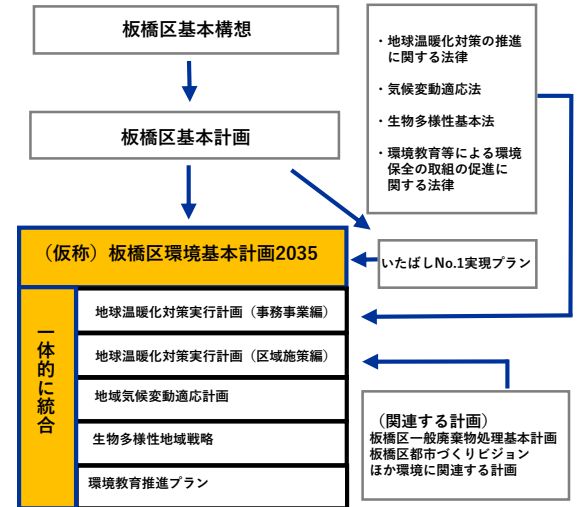 板橋区基本構想
板橋区基本計画
・地球温暖化対策の推進
に関する法律
・気候変動適応法
・生物多様性基本法
・環境教育等による環境
保全の取組の促進に
関する法律
（仮称）板橋区環境基本計画2035
いたばしNo.1実現プラン
一体的に統合
地球温暖化対策実行計画（事務事業編）
地球温暖化対策実行計画（区域施策編）
地域気候変動適応計画
生物多様性地域戦略
環境教育推進プラン
（関連する計画）
板橋区一般廃棄物処理基本計画
板橋区都市づくりビジョン
ほか環境に関連する計画